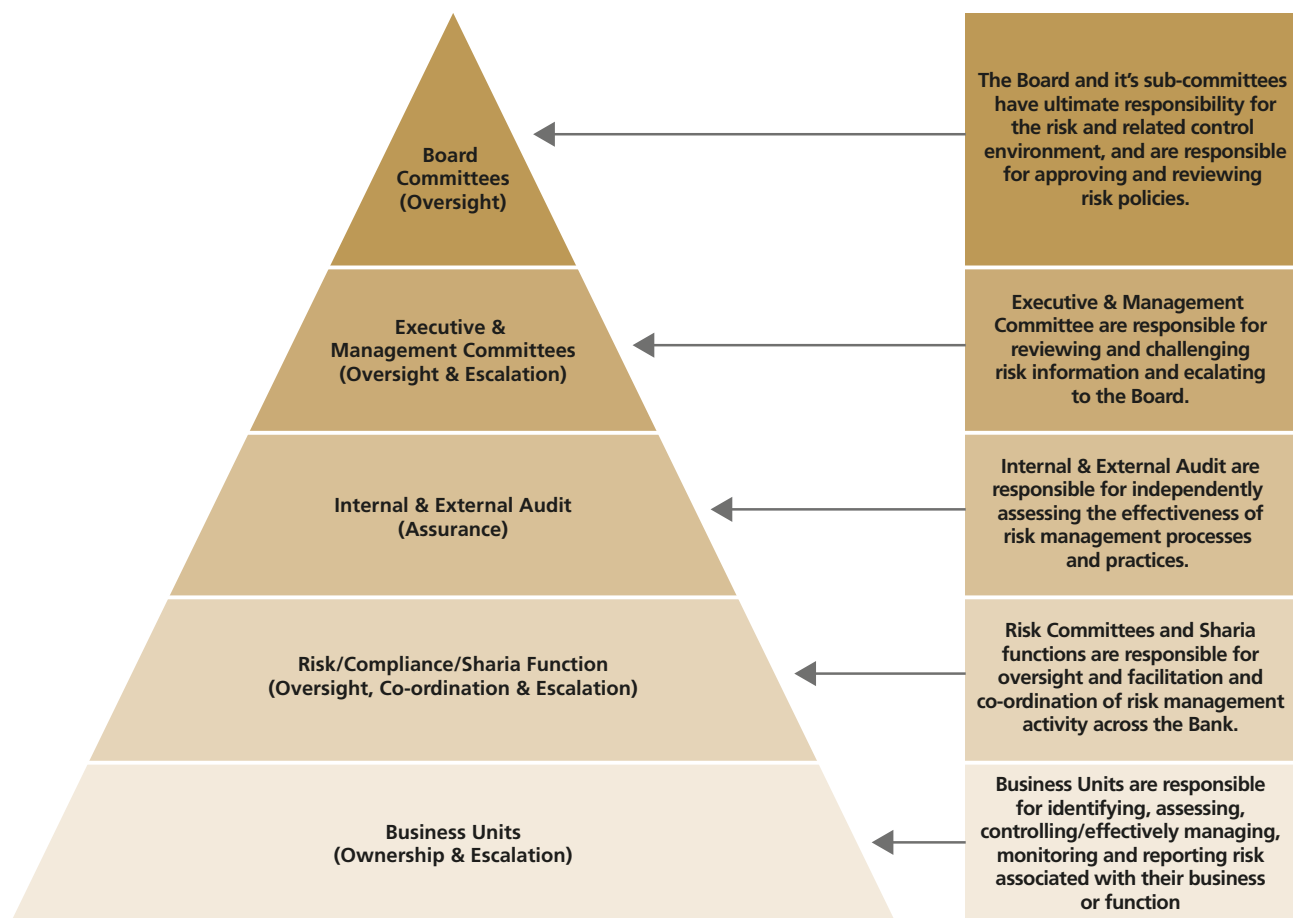 Board
Committees
(Oversight)
The Board and it's sub-committees
have ultimate responsibility for
the risk and related control
environment, and are responsible
for approving and reviewing
risk policies.
Executive &
Management Committees
(Oversight & Escalation)
Executive & Management
Committee are responsible for
reviewing and challenging
risk information and ecalating
to the Board.
Internal & External Audit
(Assurance)
Internal & External Audit are
responsible for independently
assessing the effectiveness of
risk management processes
and practices.
Risk/Compliance/Sharia Function
(Oversight, Co-ordination & Escalation)
Risk Committees and Sharia
functions are responsible for
oversight and facilitation and
co-ordination of risk management
activity across the Bank.
Business Units
(Ownership & Escalation)
Business Units are responsible
for identifying, assessing,
controlling/effectively managing,
monitoring and reporting risk
associated with their business
or function